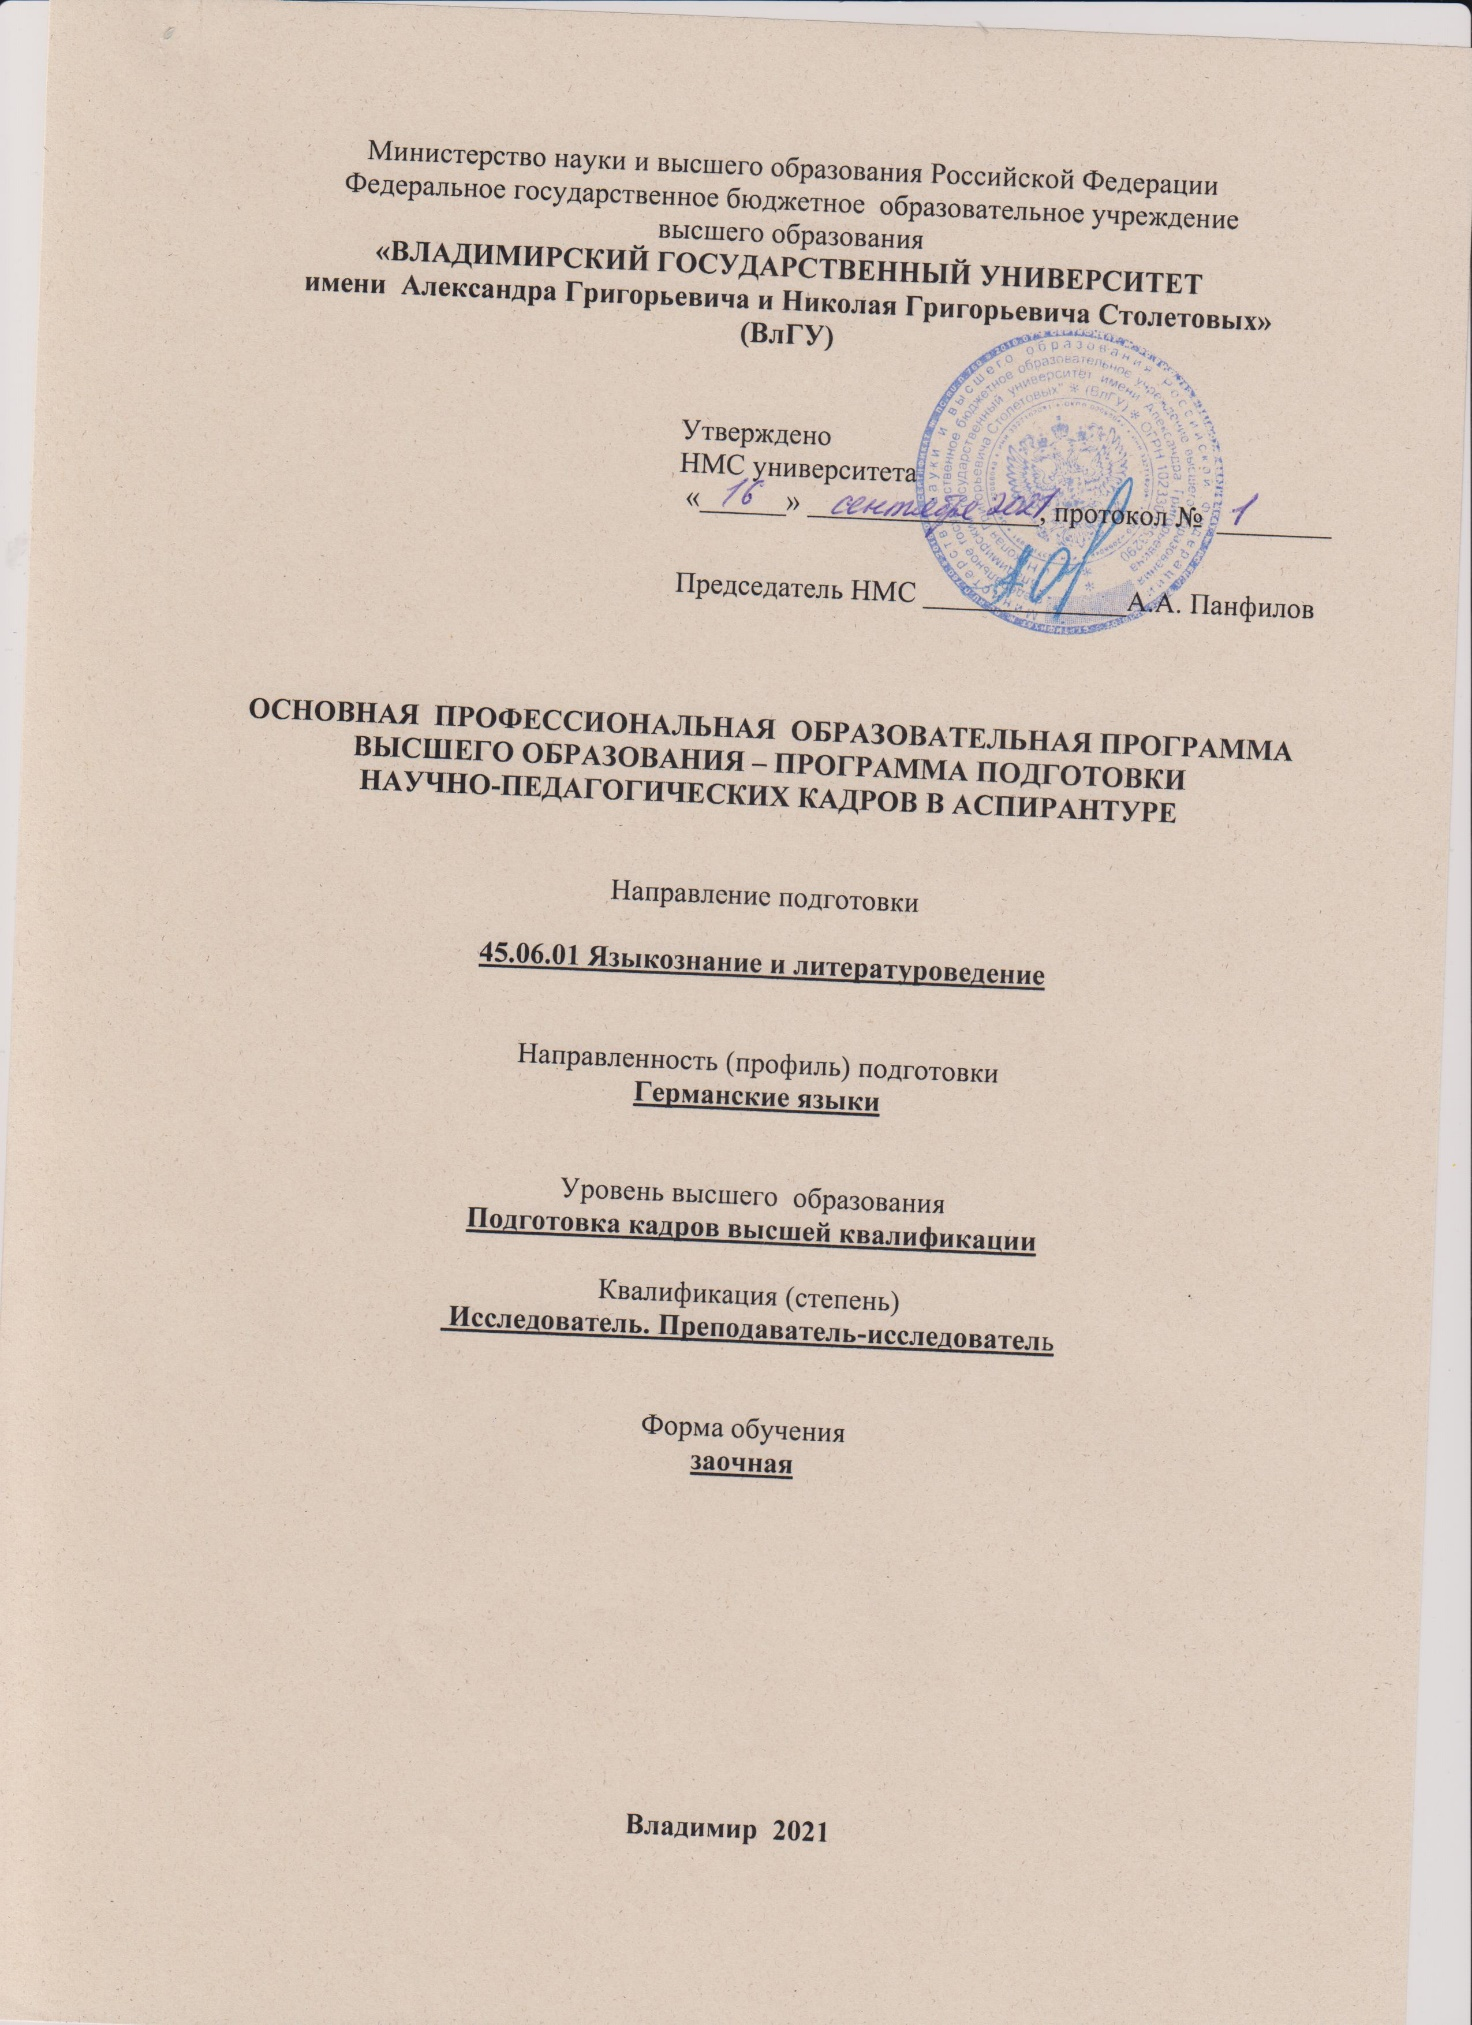 Министерство науки и высшего образования Российской Федерации
Федеральное государственное бюджетное образовательное учреждение
высшего образования
«ВЛАДИМИРСКИЙ ГОСУДАРСТВЕННЫЙ УНИВЕРСИТЕТ
имени Александра Григорьевича и Николая Григорьевича Столетовых»
(ВлГУ)
Утверждено
НМС университета
«16» сентября 2021, протокол № 1
Председатель НМС А.А. Панфилов
ОСНОВНАЯ ПРОФЕССИОНАЛЬНАЯ ОБРАЗОВАТЕЛЬНАЯ ПРОГРАММА
ВЫСШЕГО ОБРАЗОВАНИЯ – ПРОГРАММА ПОДГОТОВКИ
НАУЧНО-ПЕДАГОГИЧЕСКИХ КАДРОВ В АСПИРАНТУРЕ
Направление подготовки
45.06.01 Языкознание и литературоведение
Направленность (профиль) подготовки
Германские языки
Уровень высшего образования
Подготовка кадров высшей квалификации
Квалификация (степень)
Исследователь. Преподаватель-исследователь
Форма обучения
заочная
Владимир 2021